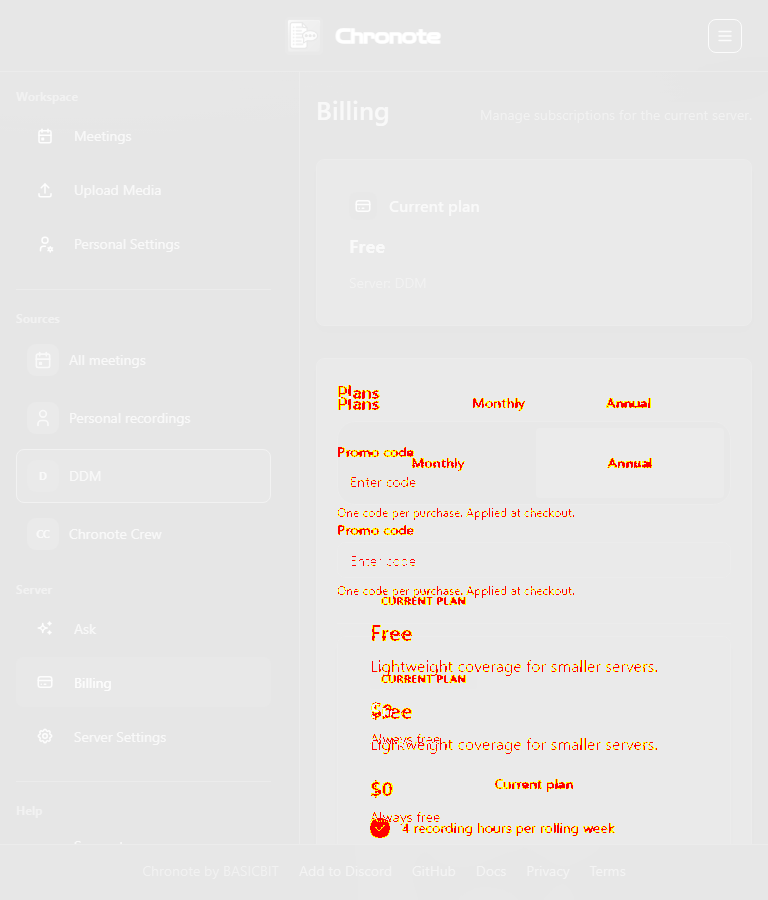 Chronote
Workspace
Meetings
Upload Media
Personal Settings
Sources
All meetings
Personal recordings
D DDM
CC Chronote Crew
Server
Ask
Billing
Server Settings
Help
Billing
Manage subscriptions for the current server.
Current plan
Free
Server: DDM
Plans
Plans
Monthly Annual
Promo code
Monthly Annual
Enter code
One code per purchase. Applied at checkout.
Promo code
Enter code
One code per purchase. Applied at checkout.
CURRENT PLAN
Free
Lightweight coverage for smaller servers.
CURRENT PLAN
$0
Free
Always free
Lightweight coverage for smaller servers.
$0
Current plan
Always free
4 recording hours per rolling week
Chronote by BASICBIT Add to Discord GitHub Docs Privacy Terms